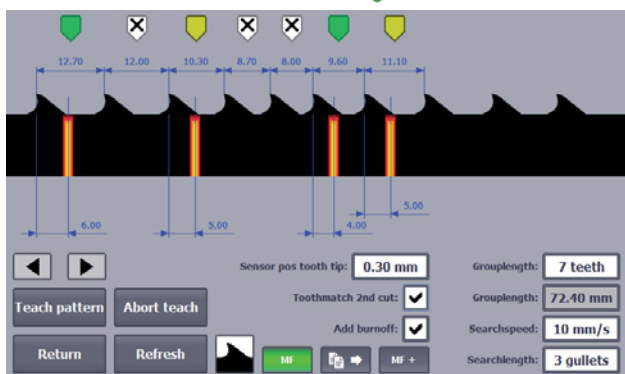 12.70 12.00 10.30 8.70 8.00 9.60 11.10
5.00
6.00 5.00 4.00
Sensor pos tooth tip: 0.30 mm Grouplength: 7 teeth
Teach pattern Abort teach Toothmatch 2nd cut: Grouplength: 72.40 mm
Add burnoff: Searchspeed: 10 mm/s
Return Refresh MF MF + Searchlength: 3 gullets